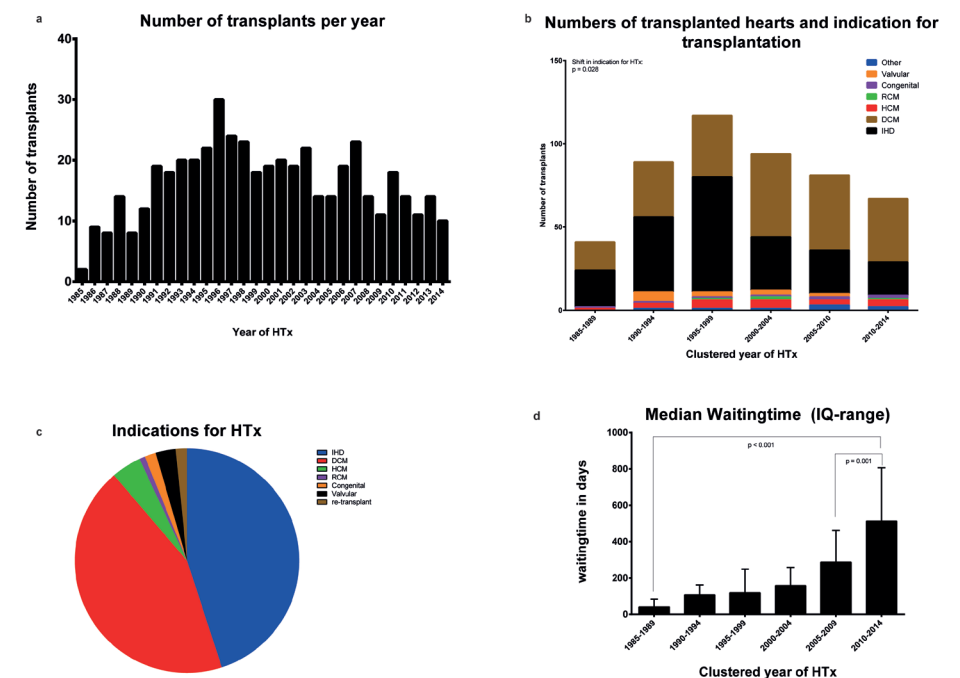 a
Number of transplants per year
40
30
20
10
0
Number of transplants
1985
1986
1987
1988
1989
1990
1991
1992
1993
1994
1995
1996
1997
1998
1999
2000
2001
2002
2003
2004
2005
2006
2007
2008
2009
2010
2011
2012
2013
2014
Year of HTx
b
Numbers of transplanted hearts and indication for
transplantation
Shift in indication for HTx:
p = 0.028
150
100
50
0
Number of transplants
Other
Valvular
Congenital
RCM
HCM
DCM
IHD
1985-1989
1990-1994
1995-1999
2000-2004
2005-2010
2010-2014
Clustered year of HTx
c
Indications for HTx
IHD
DCM
HCM
RCM
Congenital
Valvular
re-transplant
d
Median Waitingtime (IQ-range)
1000
800
600
400
200
0
waitingtime in days
p < 0.001
p = 0.001
1985-1989
1990-1994
1995-1999
2000-2004
2005-2009
2010-2014
Clustered year of HTx